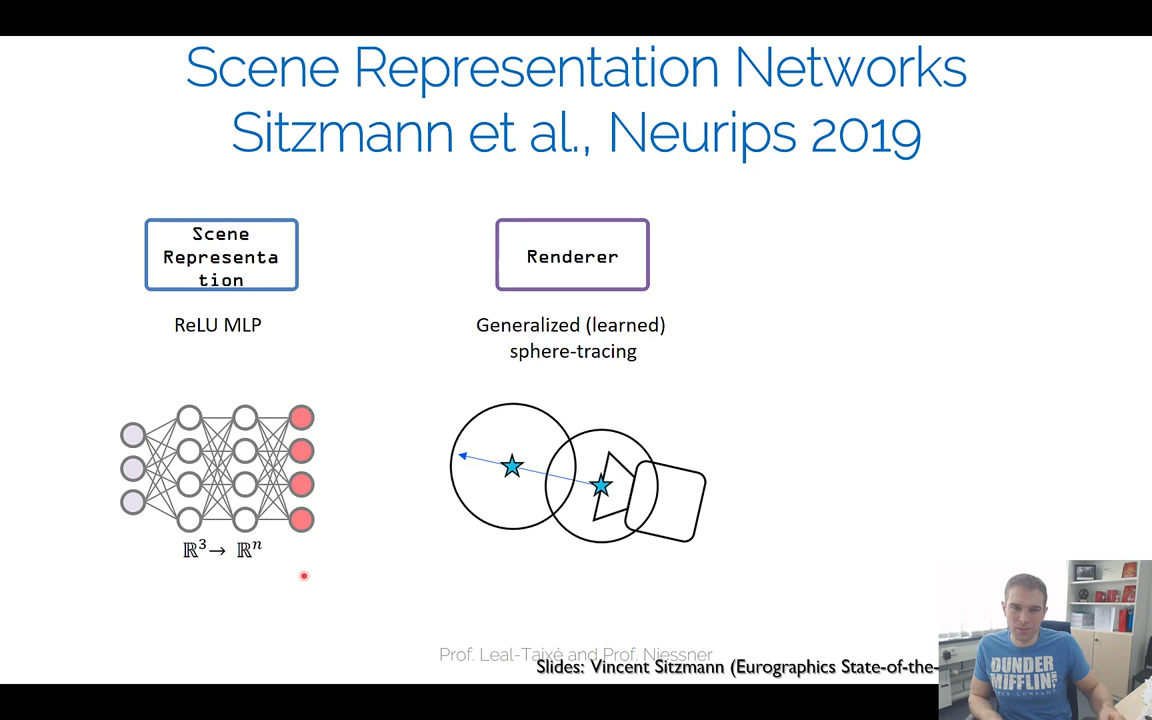 Scene Representation Networks
Sitzmann et al., Neurips 2019
Scene
Representa
tion
Renderer
ReLU MLP
Generalized (learned)
sphere-tracing
ℝ³→ ℝⁿ
Prof. Leal-Taixé and Prof. Niessner
Slides: Vincent Sitzmann (Eurographics State-of-the-
DUNDER
MIFFLIN